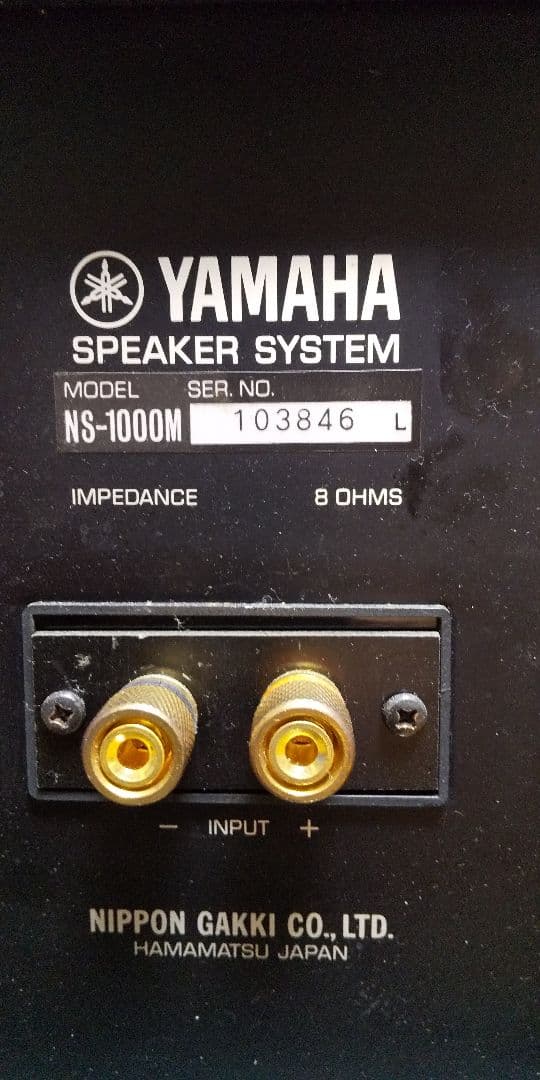 YAMAHA
SPEAKER SYSTEM
MODEL SER. NO.
NS-1000M 103846 L
IMPEDANCE 8 OHMS
− INPUT +
NIPPON GAKKI CO., LTD.
HAMAMATSU JAPAN